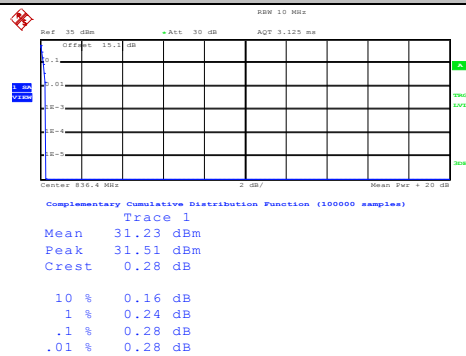 RBW 10 MHz
Ref 35 dBm *Att 30 dB AQT 3.125 ms
Offset 15.1 dB
0.1
A
1 SA
VIEW
0.01
TRG
LVL
1E-3
1E-4
1E-5
3DB
Center 836.4 MHz 2 dB/ Mean Pwr + 20 dB
Complementary Cumulative Distribution Function (100000 samples)
Trace 1
Mean 31.23 dBm
Peak 31.51 dBm
Crest 0.28 dB
10 % 0.16 dB
1 % 0.24 dB
.1 % 0.28 dB
.01 % 0.28 dB